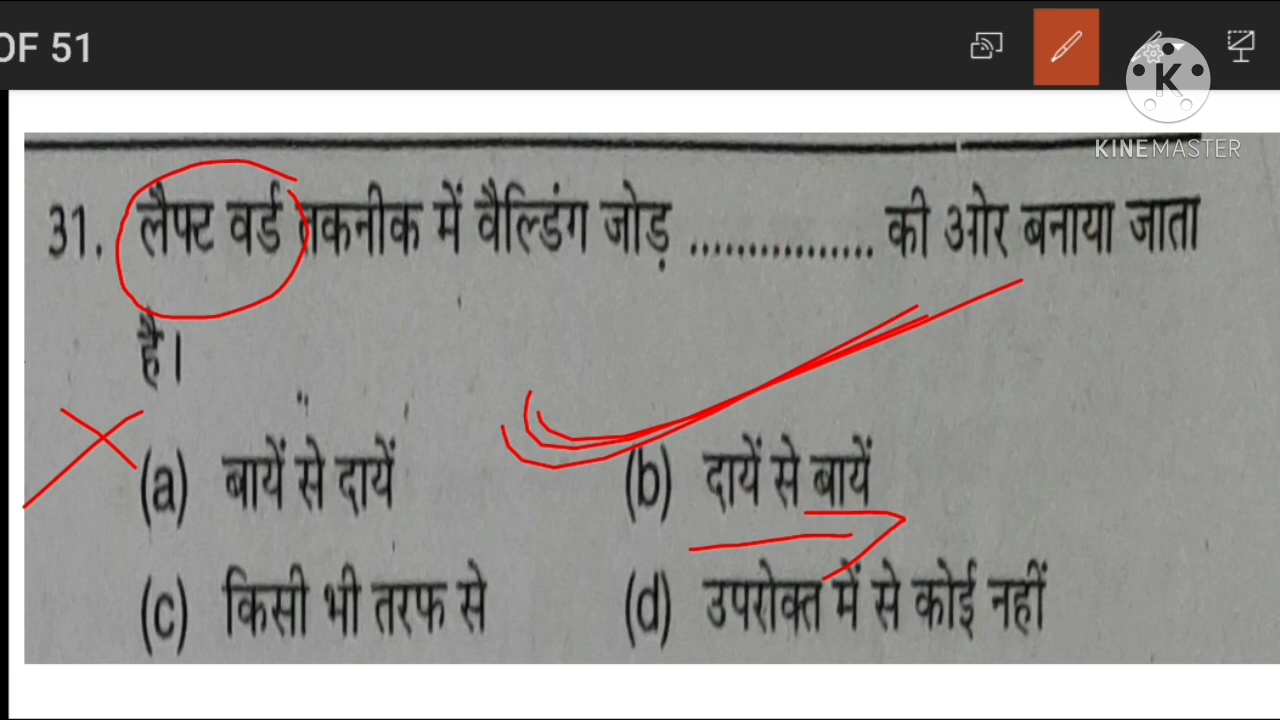 OF 51
K
KINEMASTER
31. लैफ्ट वर्ड तकनीक में वैल्डिंग जोड़ ............... की ओर बनाया जाता
है।
(a) बायें से दायें (b) दायें से बायें
(c) किसी भी तरफ से (d) उपरोक्त में से कोई नहीं